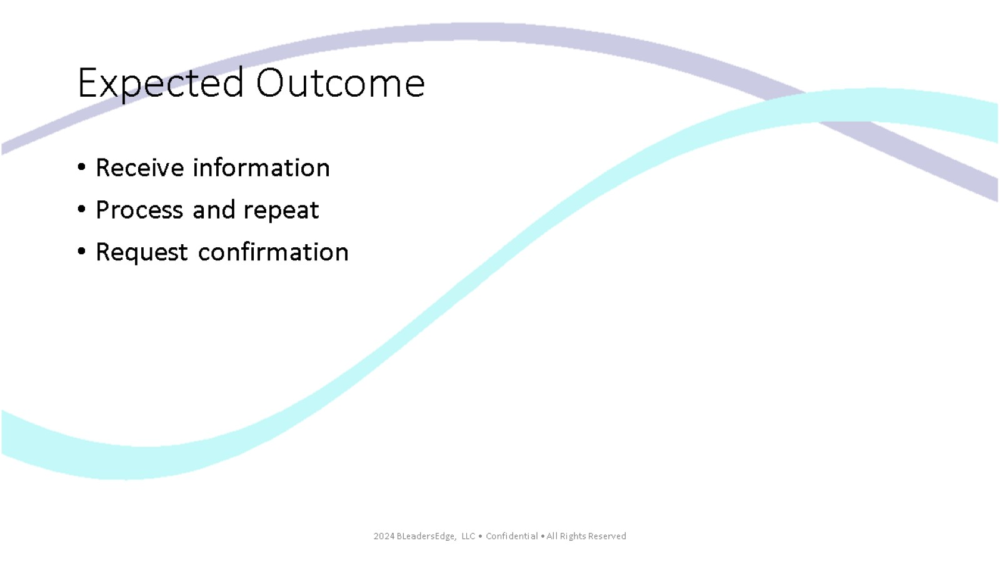 Expected Outcome
• Receive information
• Process and repeat
• Request confirmation
2024 BLeadersEdge, LLC • Confidential • All Rights Reserved